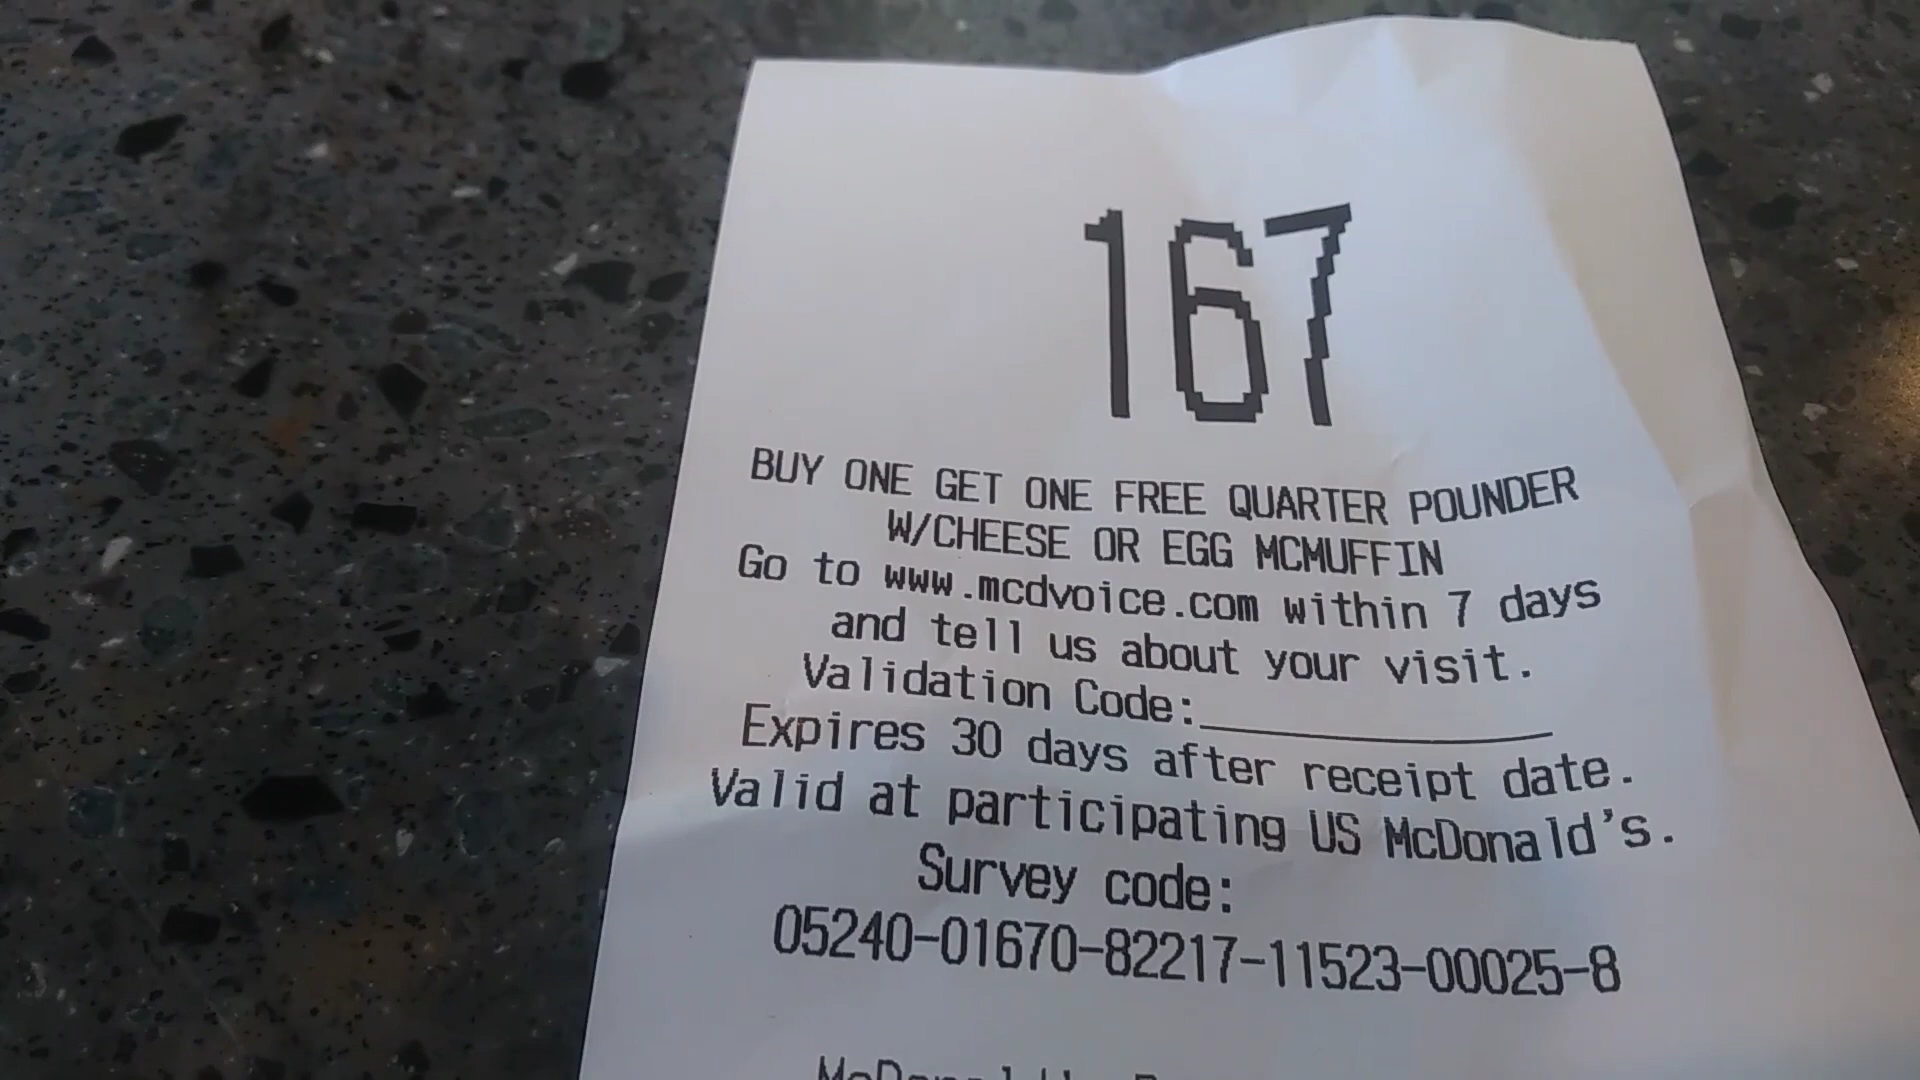 167
BUY ONE GET ONE FREE QUARTER POUNDER
W/CHEESE OR EGG MCMUFFIN
Go to www.mcdvoice.com within 7 days
and tell us about your visit.
Validation Code:_______________
Expires 30 days after receipt date.
Valid at participating US McDonald's.
Survey code:
05240-01670-82217-11523-00025-8